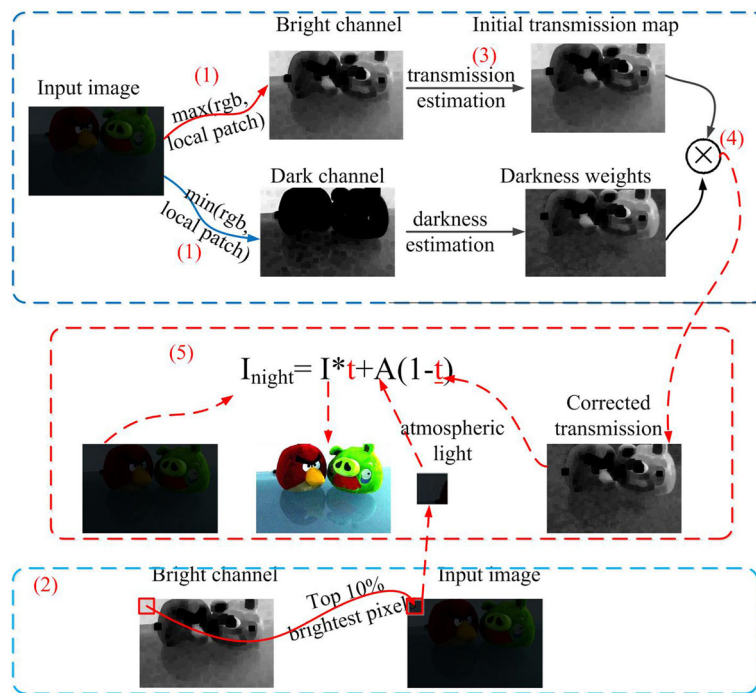 Bright channel
Initial transmission map
(1)
(3)
Input image
max(rgb,
local patch)
transmission
estimation
(4)
Dark channel
Darkness weights
min(rgb,
local patch)
darkness
estimation
(1)
(5)
I_night= I*t+A(1-t)
Corrected
transmission
atmospheric
light
(2)
Bright channel
Input image
Top 10%
brightest pixel